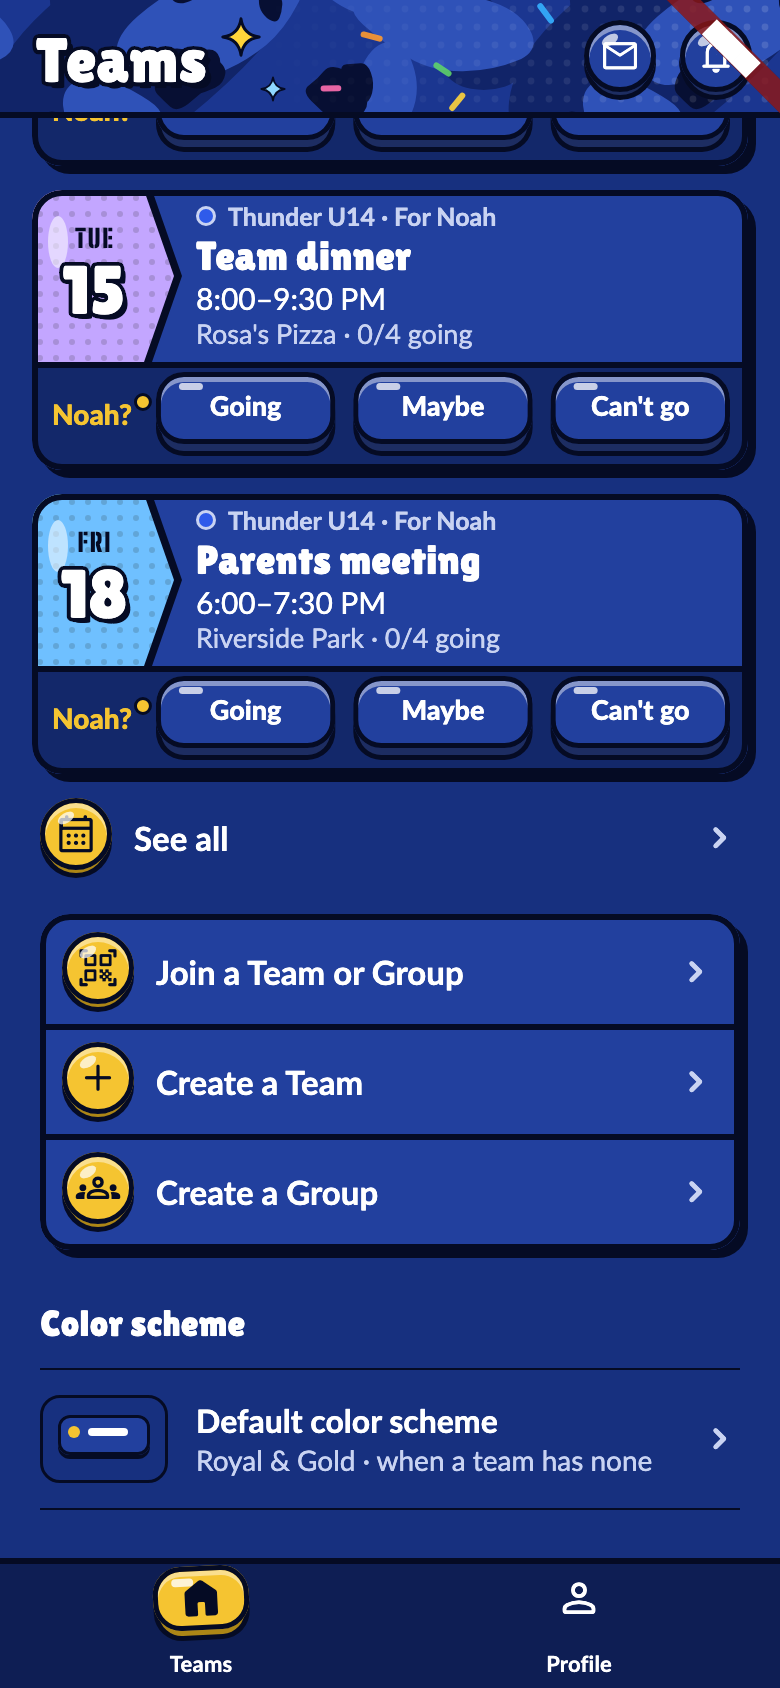 Teams
Noah?
TUE
15
Thunder U14 · For Noah
Team dinner
8:00–9:30 PM
Rosa's Pizza · 0/4 going
Noah?
Going
Maybe
Can't go
FRI
18
Thunder U14 · For Noah
Parents meeting
6:00–7:30 PM
Riverside Park · 0/4 going
Noah?
Going
Maybe
Can't go
See all
Join a Team or Group
Create a Team
Create a Group
Color scheme
Default color scheme
Royal & Gold · when a team has none
Teams
Profile